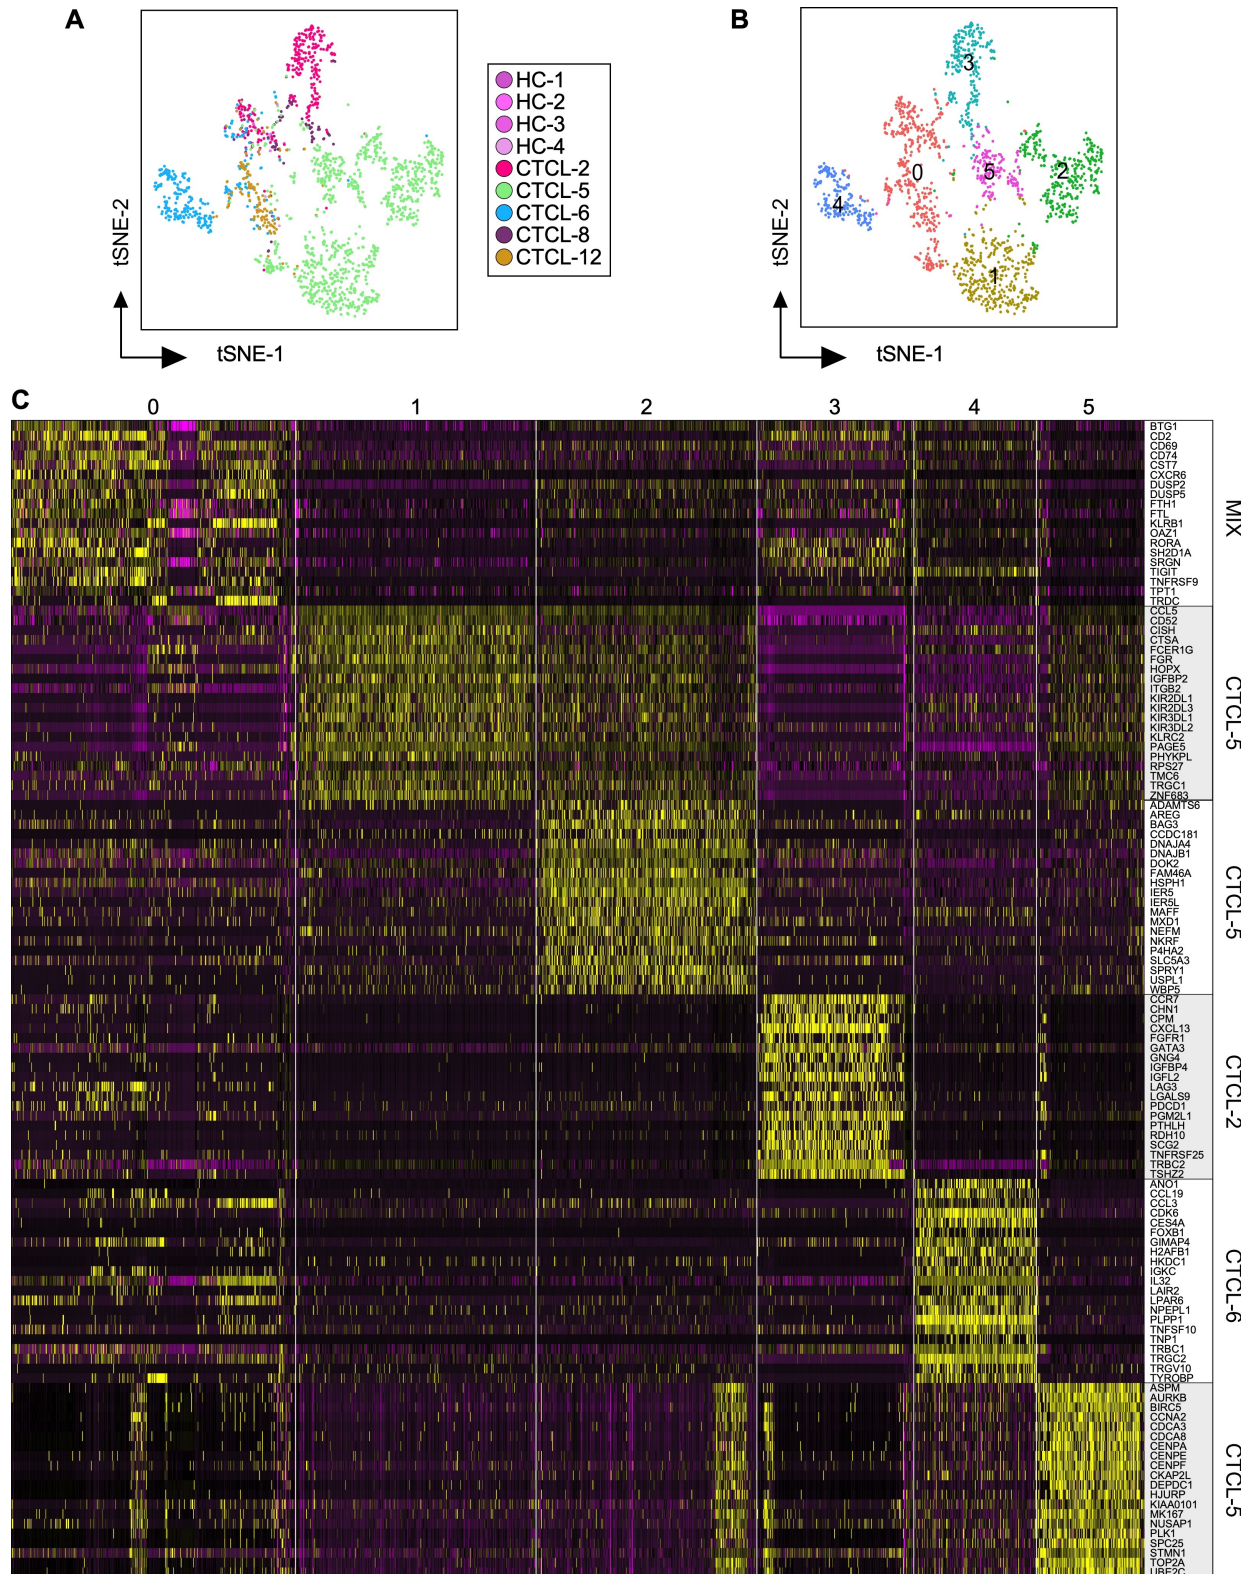 A
B
HC-1
HC-2
HC-3
HC-4
CTCL-2
CTCL-5
CTCL-6
CTCL-8
CTCL-12
tSNE-2
tSNE-1
3
0
5
2
4
1
tSNE-2
tSNE-1
C
0 1 2 3 4 5
BTG1
CD2
CD69
CD74
CST7
CXCR6
DUSP2
DUSP5
FTH1
FTL
KLRB1
OAZ1
RORA
SH2D1A
SRGN
TIGIT
TNFRSF9
TPT1
TRDC
MIX
CCL5
CD52
CISH
CTSA
FCER1G
FGR
HOPX
IGFBP2
ITGB2
KIR2DL1
KIR2DL3
KIR3DL1
KIR3DL2
KLRC2
PAGE5
PHYKPL
RPS27
TMC6
TRGC1
ZNF683
CTCL-5
ADAMTS6
AREG
BAG3
CCDC181
DNAJA4
DNAJB1
DOK2
FAM46A
HSPH1
IER5
IER5L
MAFF
MXD1
NEFM
NKRF
P4HA2
SLC5A3
SPRY1
USPL1
WBP5
CTCL-5
CCR7
CHN1
CPM
CXCL13
FGFR1
GATA3
GNG4
IGFBP4
IGFL2
LAG3
LGALS9
PDCD1
PGM2L1
PTHLH
RDH10
SCG2
TNFRSF25
TRBC2
TSHZ2
CTCL-2
ANO1
CCL19
CCL3
CDK6
CES4A
FOXB1
GIMAP4
H2AFB1
HKDC1
IGKC
IL32
LAIR2
LPAR6
NPEPL1
PLPP1
TNFSF10
TNP1
TRBC1
TRGC2
TRGV10
TYROBP
CTCL-6
ASPM
AURKB
BIRC5
CCNA2
CDCA3
CDCA8
CENPA
CENPE
CENPF
CKAP2L
DEPDC1
HJURP
KIAA0101
MK167
NUSAP1
PLK1
SPC25
STMN1
TOP2A
UBE2C
CTCL-5